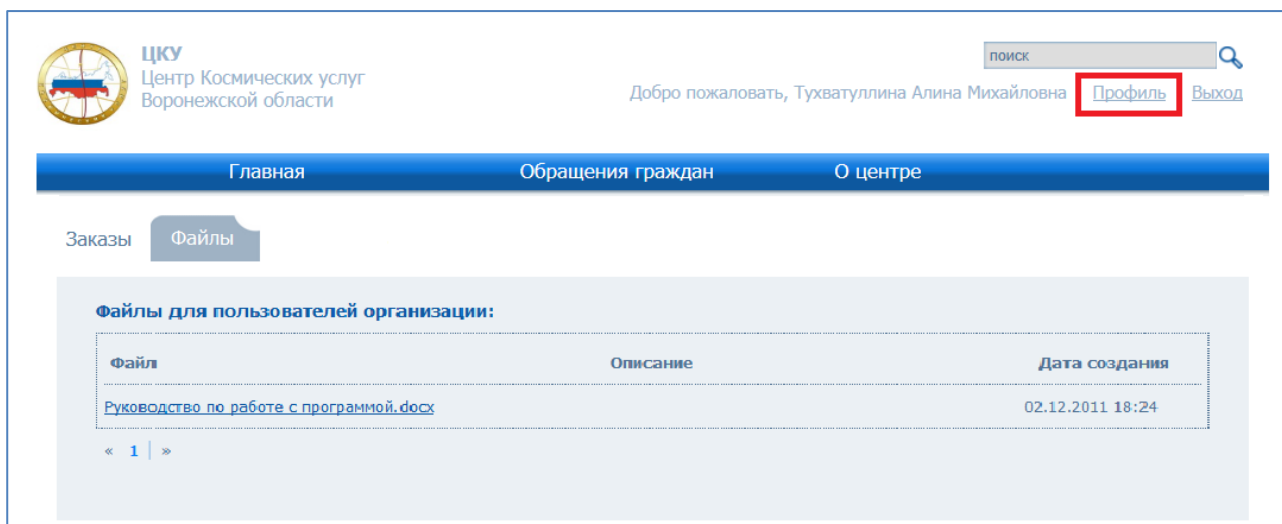 ЦКУ
Центр Космических услуг
Воронежской области
поиск
Добро пожаловать, Тухватуллина Алина Михайловна Профиль Выход
Главная Обращения граждан О центре
Заказы Файлы
Файлы для пользователей организации:
Файл Описание Дата создания
Руководство по работе с программой.docx 02.12.2011 18:24
« 1 »